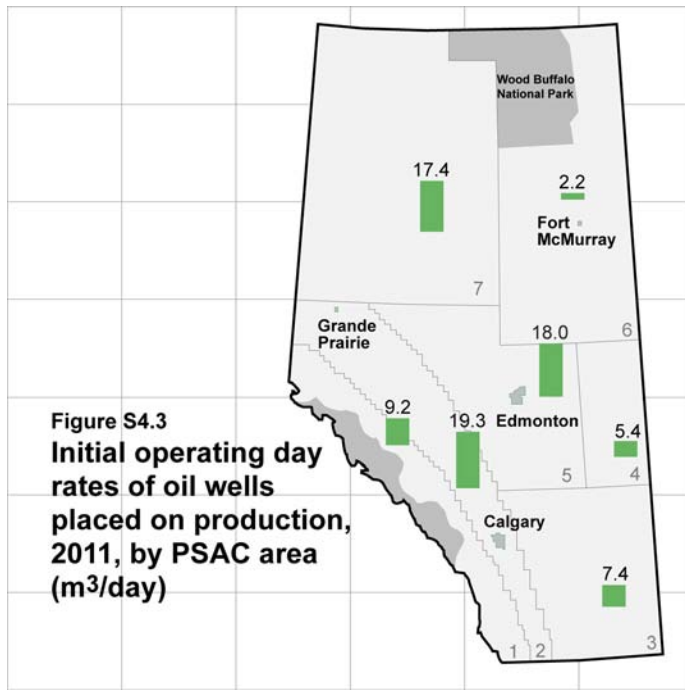 Wood Buffalo
National Park
17.4
2.2
Fort
McMurray
7
6
Grande
Prairie
18.0
9.2
19.3
Edmonton
5.4
5
4
Calgary
7.4
1
2
3
Figure S4.3
Initial operating day
rates of oil wells
placed on production,
2011, by PSAC area
(m³/day)